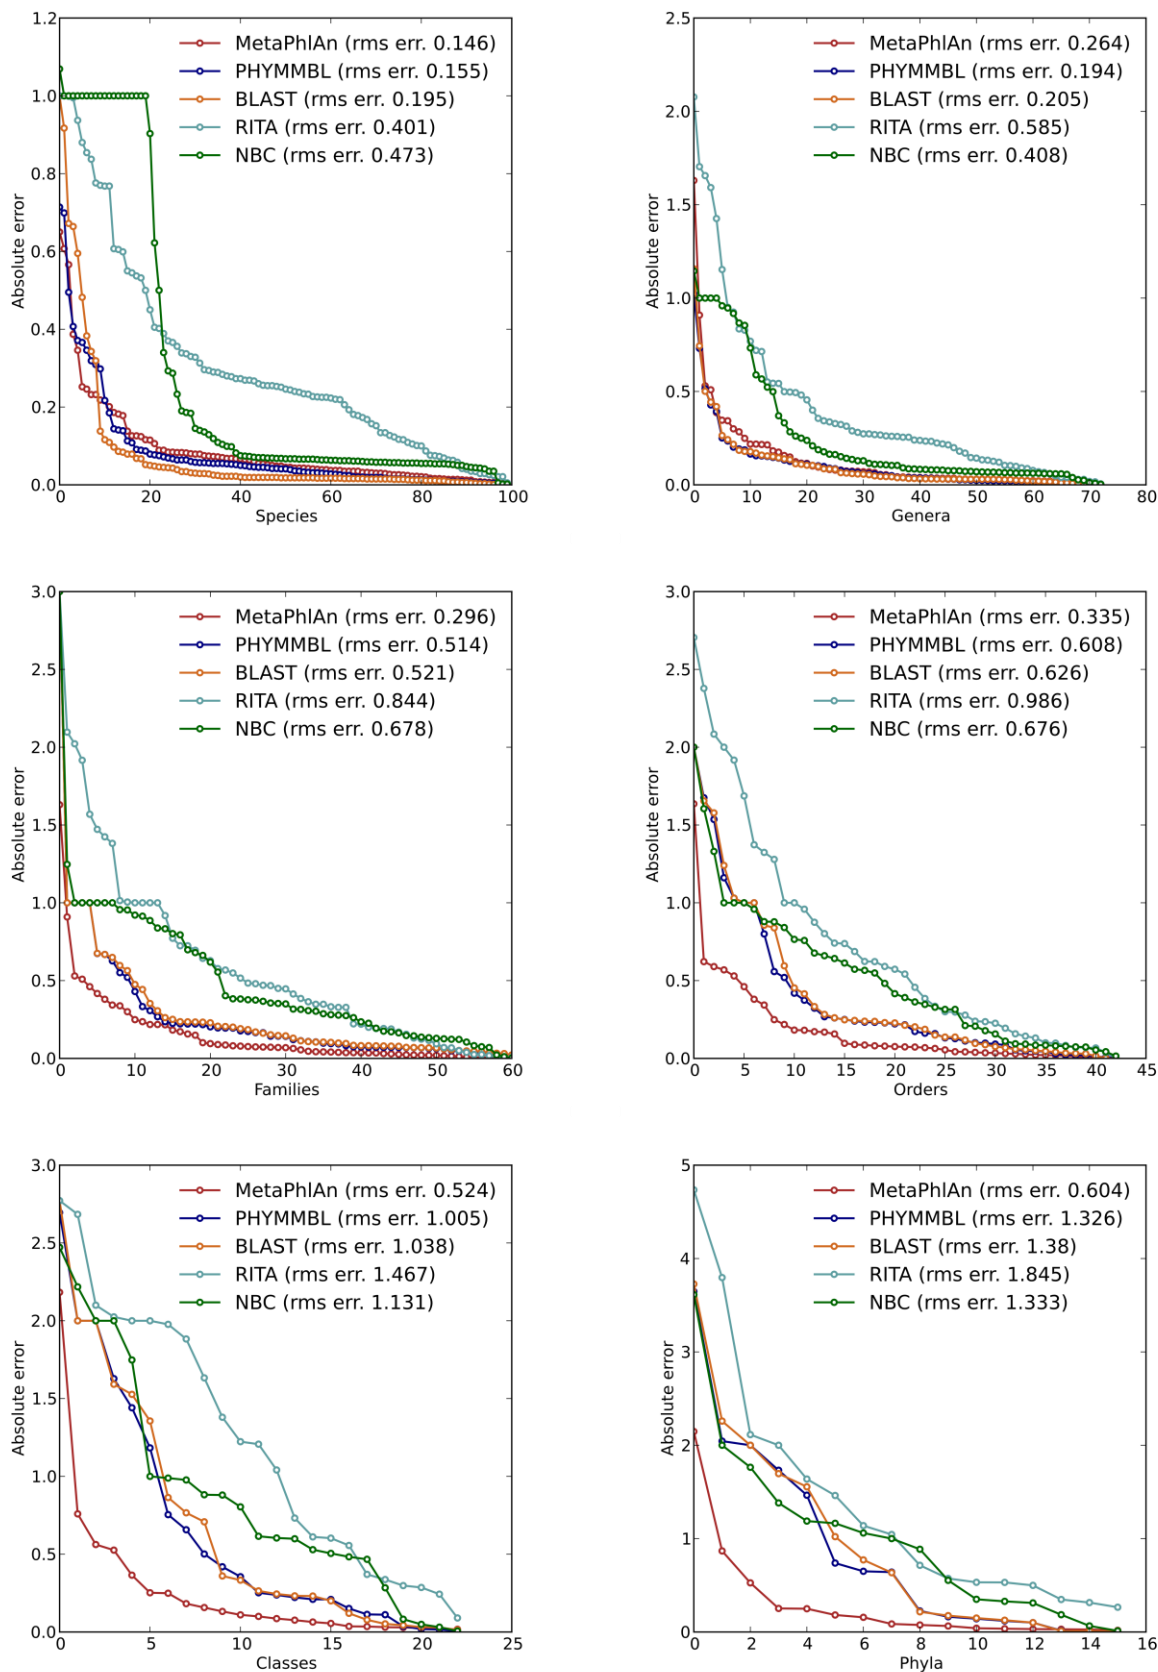 1.2
1.0
0.8
0.6
0.4
0.2
0.0
Absolute error
MetaPhlAn (rms err. 0.146)
PHYMMBL (rms err. 0.155)
BLAST (rms err. 0.195)
RITA (rms err. 0.401)
NBC (rms err. 0.473)
0 20 40 60 80 100
Species
2.5
2.0
1.5
1.0
0.5
0.0
Absolute error
MetaPhlAn (rms err. 0.264)
PHYMMBL (rms err. 0.194)
BLAST (rms err. 0.205)
RITA (rms err. 0.585)
NBC (rms err. 0.408)
0 10 20 30 40 50 60 70 80
Genera
3.0
2.5
2.0
1.5
1.0
0.5
0.0
Absolute error
MetaPhlAn (rms err. 0.296)
PHYMMBL (rms err. 0.514)
BLAST (rms err. 0.521)
RITA (rms err. 0.844)
NBC (rms err. 0.678)
0 10 20 30 40 50 60
Families
3.0
2.5
2.0
1.5
1.0
0.5
0.0
Absolute error
MetaPhlAn (rms err. 0.335)
PHYMMBL (rms err. 0.608)
BLAST (rms err. 0.626)
RITA (rms err. 0.986)
NBC (rms err. 0.676)
0 5 10 15 20 25 30 35 40 45
Orders
3.0
2.5
2.0
1.5
1.0
0.5
0.0
Absolute error
MetaPhlAn (rms err. 0.524)
PHYMMBL (rms err. 1.005)
BLAST (rms err. 1.038)
RITA (rms err. 1.467)
NBC (rms err. 1.131)
0 5 10 15 20 25
Classes
5
4
3
2
1
0
Absolute error
MetaPhlAn (rms err. 0.604)
PHYMMBL (rms err. 1.326)
BLAST (rms err. 1.38)
RITA (rms err. 1.845)
NBC (rms err. 1.333)
0 2 4 6 8 10 12 14 16
Phyla